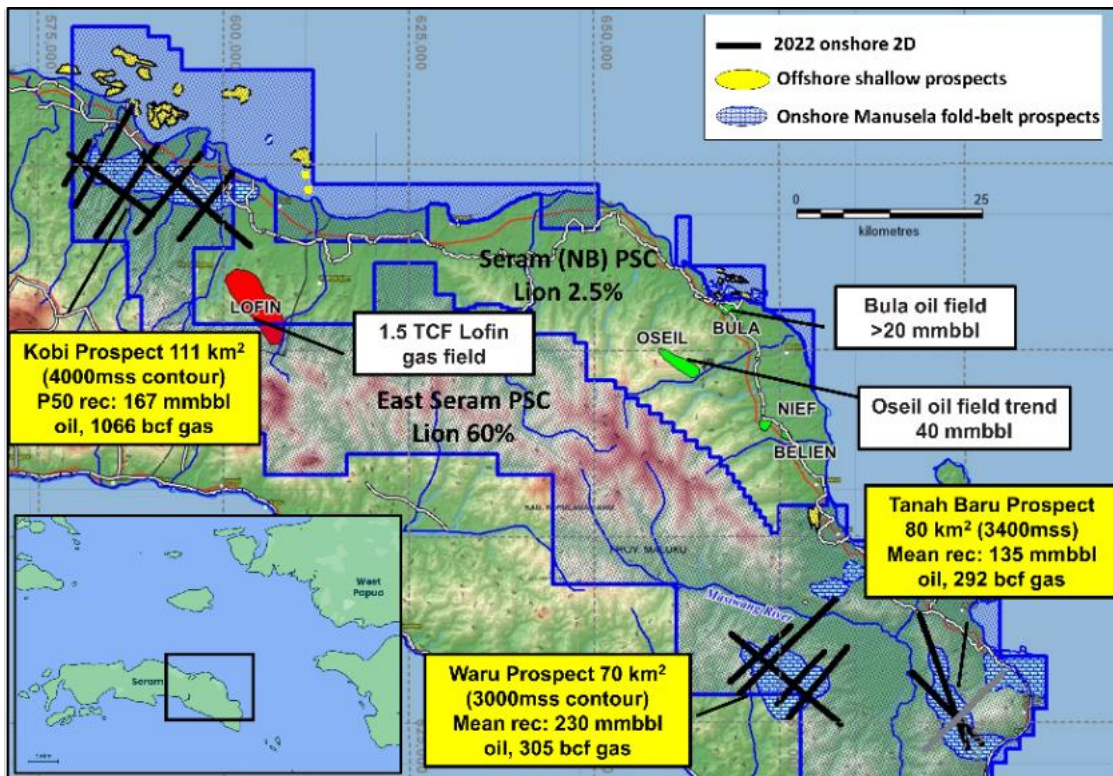 575,000
600,000
625,000
650,000
2022 onshore 2D
Offshore shallow prospects
Onshore Manusela fold-belt prospects
0
25
kilometres
Seram (NB) PSC
Lion 2.5%
LOFIN
1.5 TCF Lofin
gas field
Kobi Prospect 111 km²
(4000mss contour)
P50 rec: 167 mmbbl
oil, 1066 bcf gas
East Seram PSC
Lion 60%
OSEIL
BULA
Bula oil field
>20 mmbbl
Oseil oil field trend
40 mmbbl
NIEF
BELIEN
Tanah Baru Prospect
80 km² (3400mss)
Mean rec: 135 mmbbl
oil, 292 bcf gas
PROV. MALUKU
Masiwang River
Waru Prospect 70 km²
(3000mss contour)
Mean rec: 230 mmbbl
oil, 305 bcf gas
West
Papua
Seram